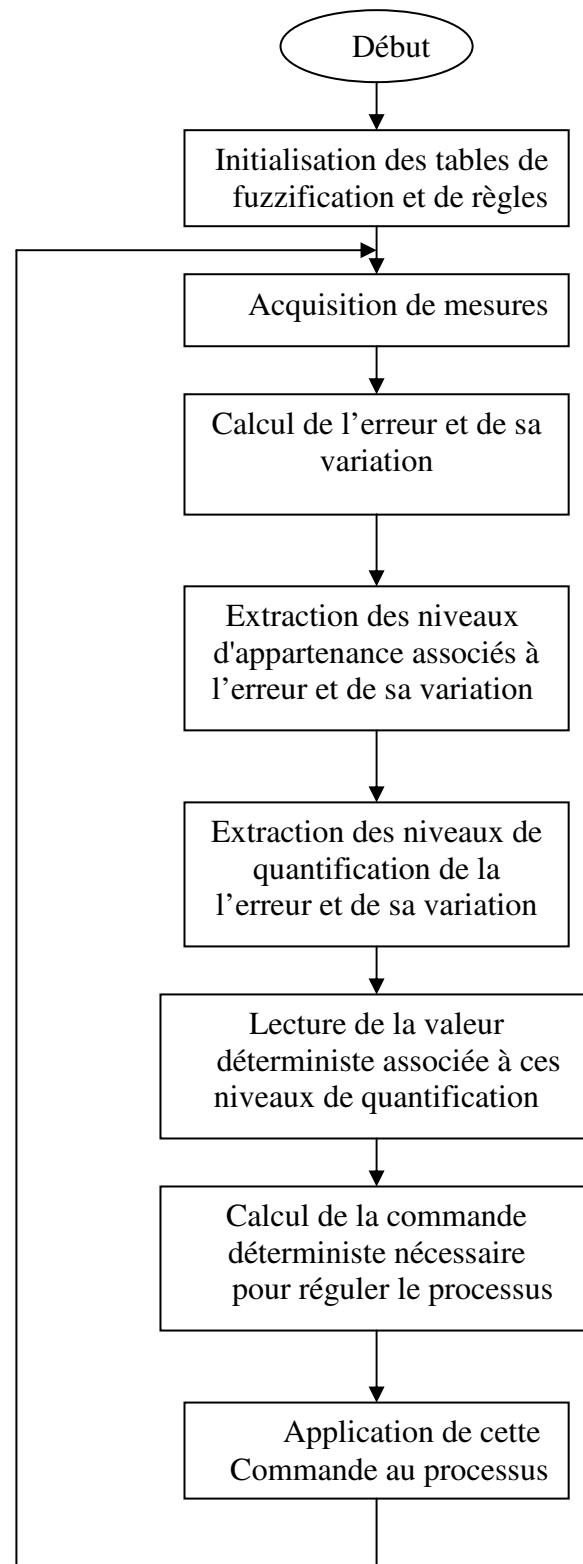 Début
Initialisation des tables de
fuzzification et de règles
Acquisition de mesures
Calcul de l’erreur et de sa
variation
Extraction des niveaux
d'appartenance associés à
l’erreur et de sa variation
Extraction des niveaux de
quantification de la
l’erreur et de sa variation
Lecture de la valeur
déterministe associée à ces
niveaux de quantification
Calcul de la commande
déterministe nécessaire
pour réguler le processus
Application de cette
Commande au processus